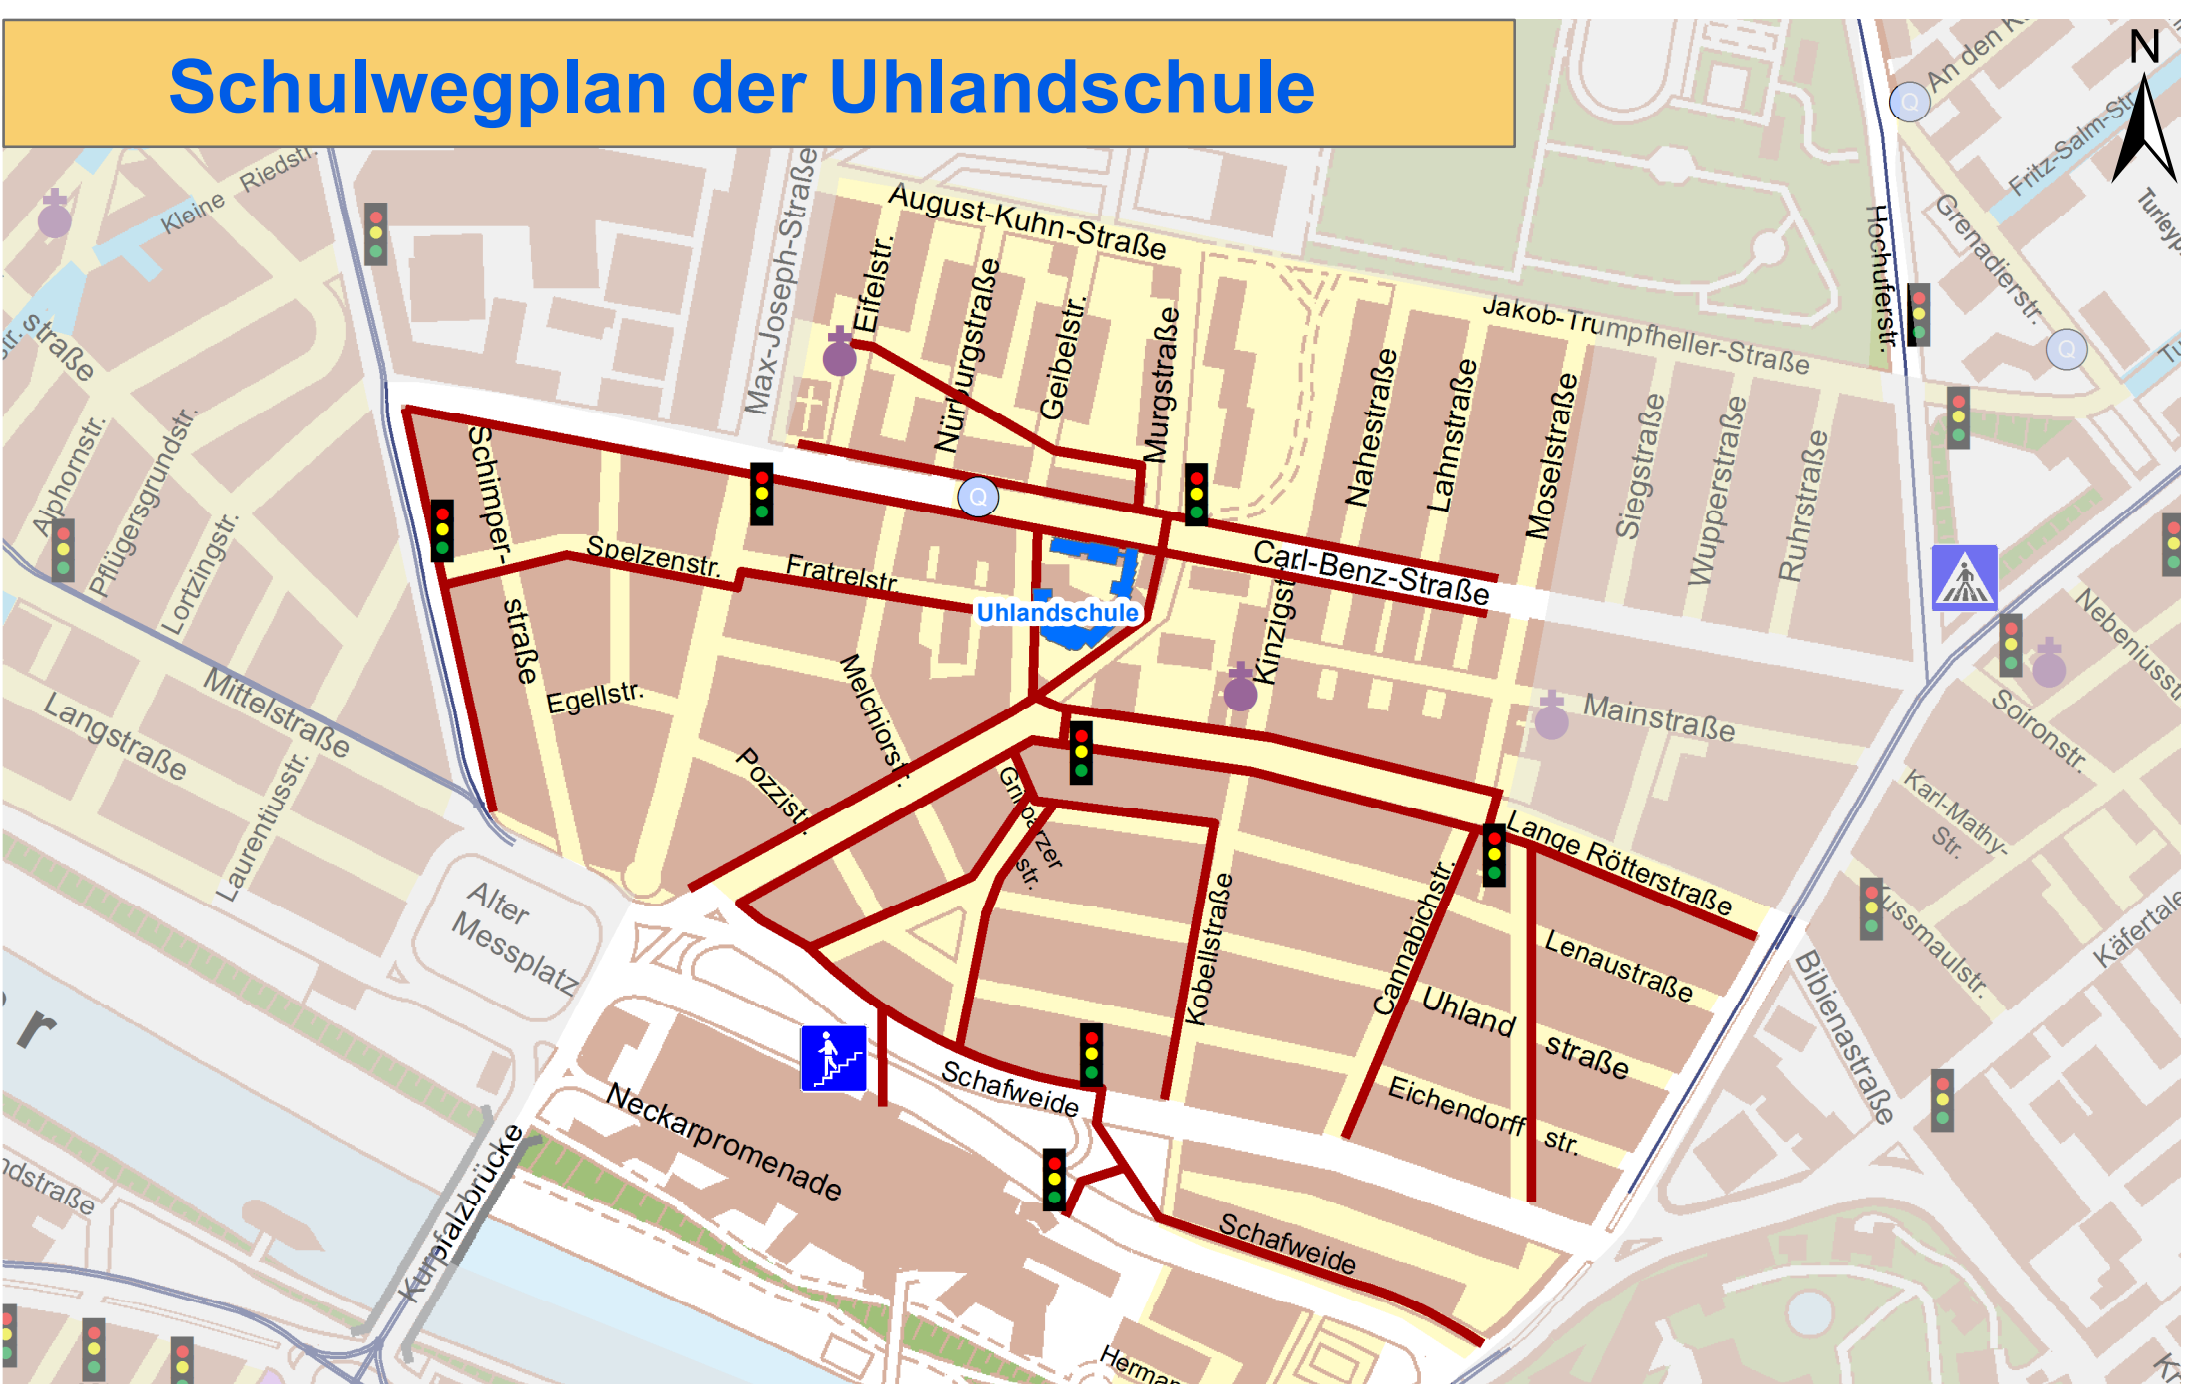 Schulwegplan der Uhlandschule
N
An den
Fritz-Salm-Str.
Grenadierstr.
Hochuferstr.
Kleine Riedstr.
Max-Joseph-Straße
August-Kuhn-Straße
Eifelstr.
Nürburgstraße
Geibelstr.
Murgstraße
Jakob-Trumpfheller-Straße
Nahestraße
Lahnstraße
Moselstraße
Siegstraße
Wupperstraße
Ruhrstraße
str.
straße
Alphornstr.
Pflügersgrundstr.
Lortzingstr.
Schimper-
straße
Spelzenstr.
Fratrelstr.
Q
Q
Q
Carl-Benz-Straße
Kinzigstr.
Uhlandschule
Nebeniusstr.
Soironstr.
Mainstraße
Karl-Mathy-
Str.
Mittelstraße
Langstraße
Laurentiusstr.
Egellstr.
Melchiorstr.
Pozzistr.
Grillparzer
str.
Lange Rötterstraße
Alter
Messplatz
Kobellstraße
Cannabichstr.
Lenaustraße
Uhland straße
Eichendorff str.
Bibienastraße
Schafweide
Neckarpromenade
Kurpfalzbrücke
Schafweide
r